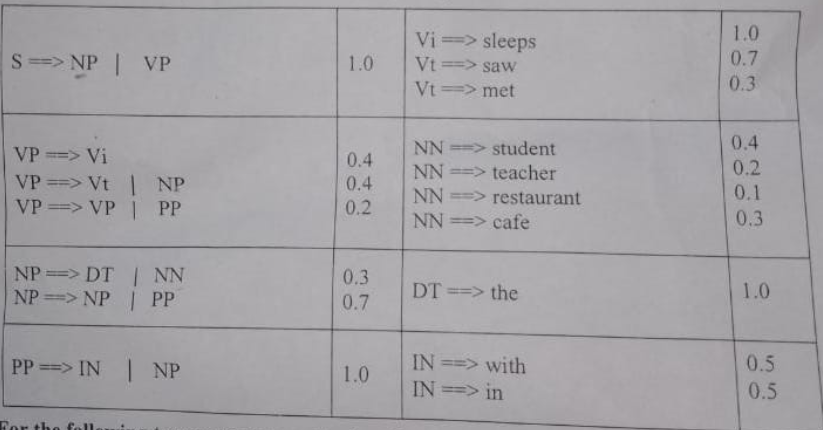 S ==> NP | VP 1.0
Vi ==> sleeps 1.0
Vt ==> saw 0.7
Vt ==> met 0.3
VP ==> Vi 0.4
VP ==> Vt | NP 0.4
VP ==> VP | PP 0.2
NN ==> student 0.4
NN ==> teacher 0.2
NN ==> restaurant 0.1
NN ==> cafe 0.3
NP ==> DT | NN 0.3
NP ==> NP | PP 0.7
DT ==> the 1.0
PP ==> IN | NP 1.0
IN ==> with 0.5
IN ==> in 0.5
For the following